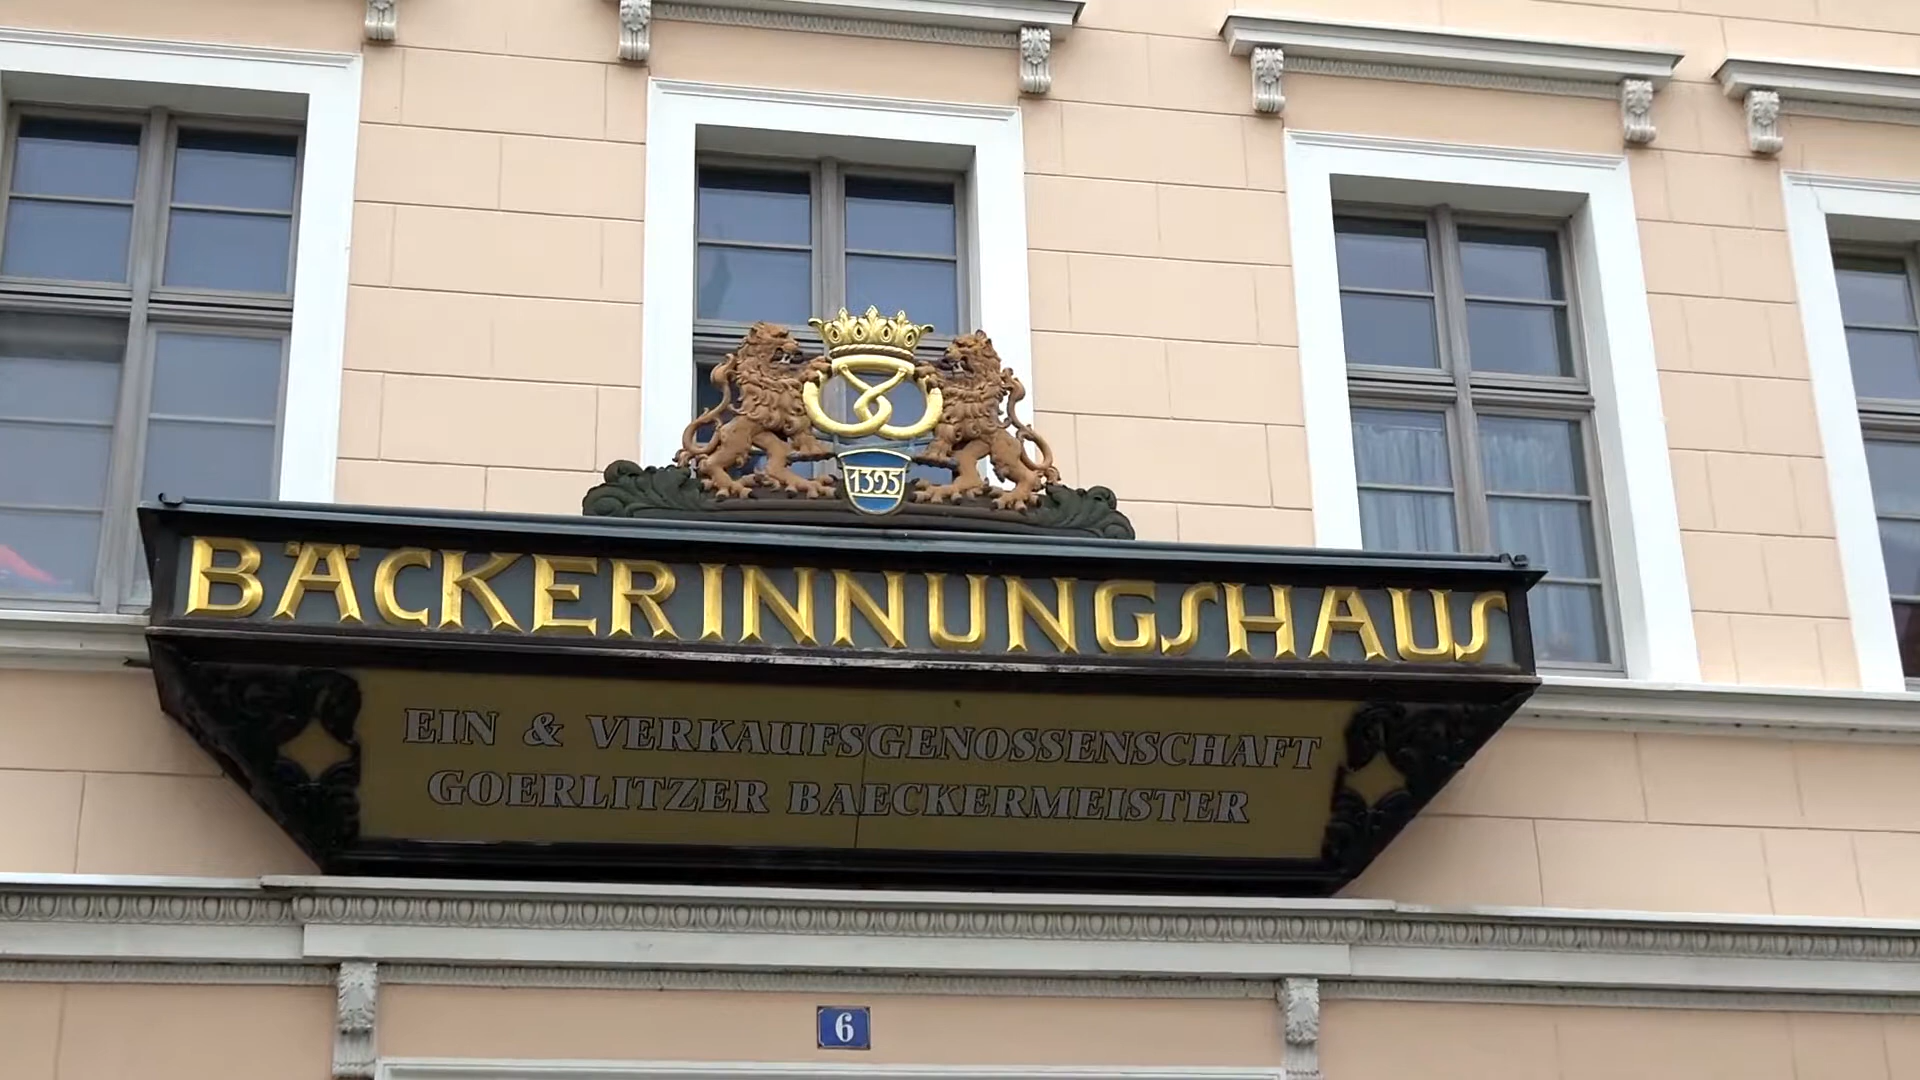 1395
BÄCKERINNUNGSHAUS
EIN & VERKAUFSGENOSSENSCHAFT
GOERLITZER BAECKERMEISTER
6